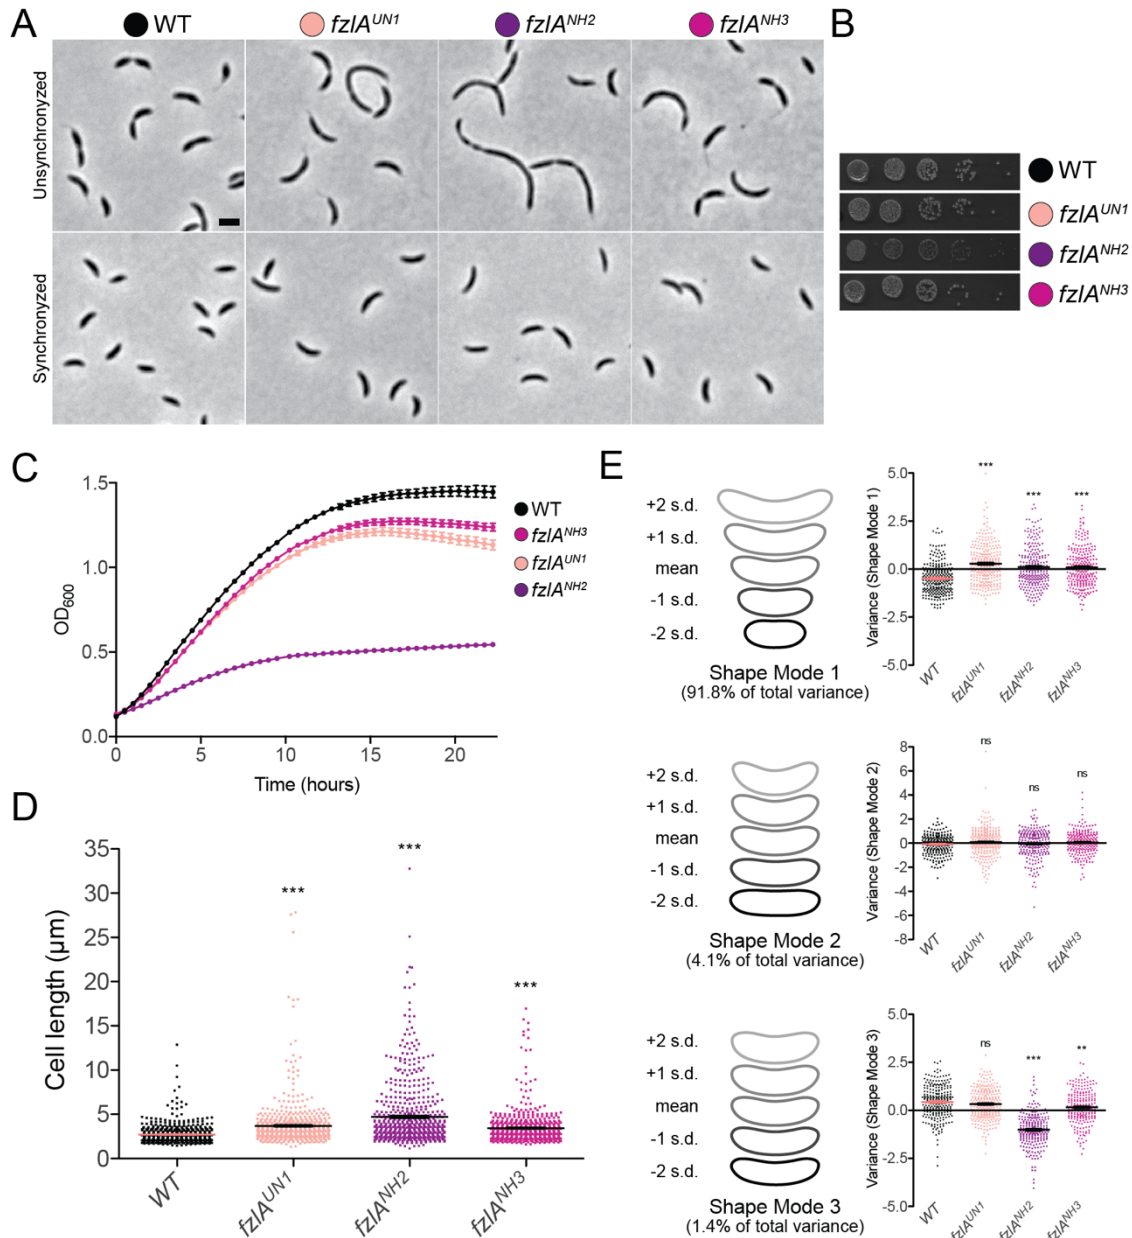 A
WT
fzlA^UN1
fzlA^NH2
fzlA^NH3
B
Unsynchronyzed
Synchronyzed
WT
fzlA^UN1
fzlA^NH2
fzlA^NH3
C
1.5
1.0
0.5
0.0
OD600
0 5 10 15 20
Time (hours)
WT
fzlA^NH3
fzlA^UN1
fzlA^NH2
D
35
30
25
20
15
10
5
0
Cell length (µm)
***
***
***
WT
fzlA^UN1
fzlA^NH2
fzlA^NH3
E
+2 s.d.
+1 s.d.
mean
-1 s.d.
-2 s.d.
Shape Mode 1
(91.8% of total variance)
Variance (Shape Mode 1)
5.0
2.5
0.0
-2.5
-5.0
***
***
***
WT
fzlA^UN1
fzlA^NH2
fzlA^NH3
+2 s.d.
+1 s.d.
mean
-1 s.d.
-2 s.d.
Shape Mode 2
(4.1% of total variance)
Variance (Shape Mode 2)
8
6
4
2
0
-2
-4
-6
-8
ns
ns
ns
WT
fzlA^UN1
fzlA^NH2
fzlA^NH3
+2 s.d.
+1 s.d.
mean
-1 s.d.
-2 s.d.
Shape Mode 3
(1.4% of total variance)
Variance (Shape Mode 3)
5.0
2.5
0.0
-2.5
-5.0
ns
***
**
WT
fzlA^UN1
fzlA^NH2
fzlA^NH3